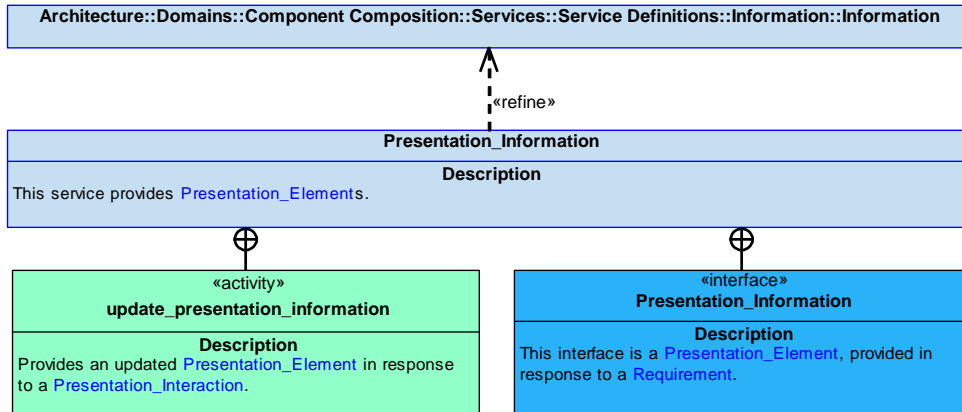 Architecture::Domains::Component Composition::Services::Service Definitions::Information::Information
«refine»
Presentation_Information
Description
This service provides Presentation_Elements.
«activity»
update_presentation_information
Description
Provides an updated Presentation_Element in response
to a Presentation_Interaction.
«interface»
Presentation_Information
Description
This interface is a Presentation_Element, provided in
response to a Requirement.